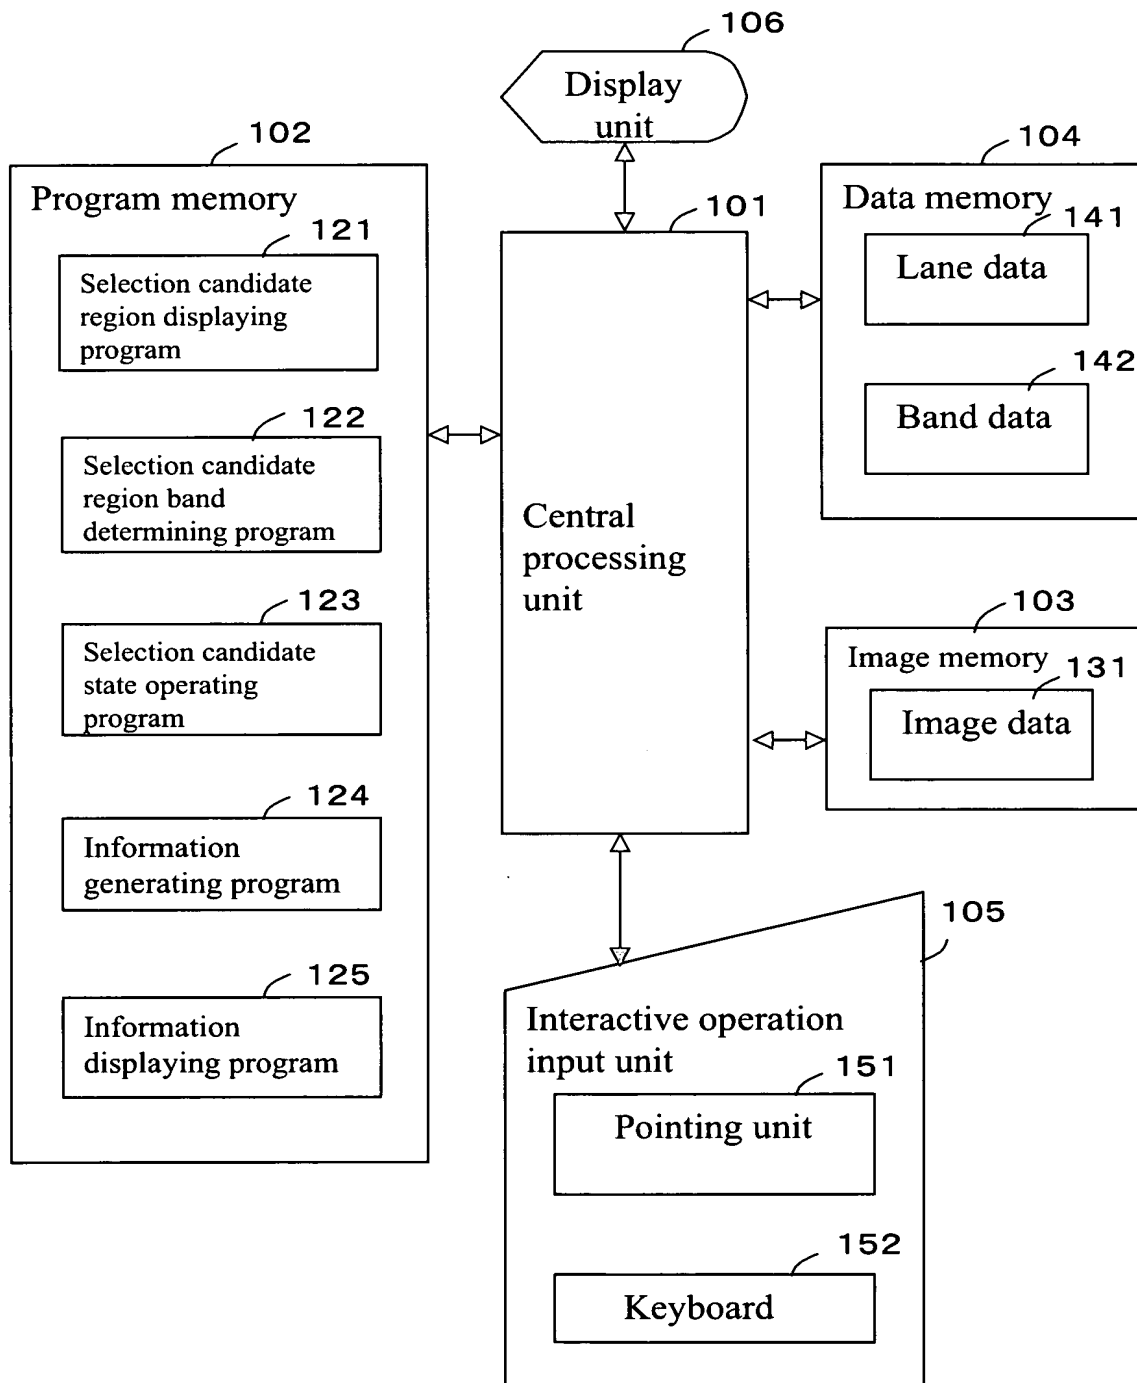 106
Display
unit
102
Program memory
121
Selection candidate
region displaying
program
122
Selection candidate
region band
determining program
123
Selection candidate
state operating
program
124
Information
generating program
125
Information
displaying program
101
Central
processing
unit
104
Data memory
141
Lane data
142
Band data
103
Image memory
131
Image data
105
Interactive operation
input unit
151
Pointing unit
152
Keyboard